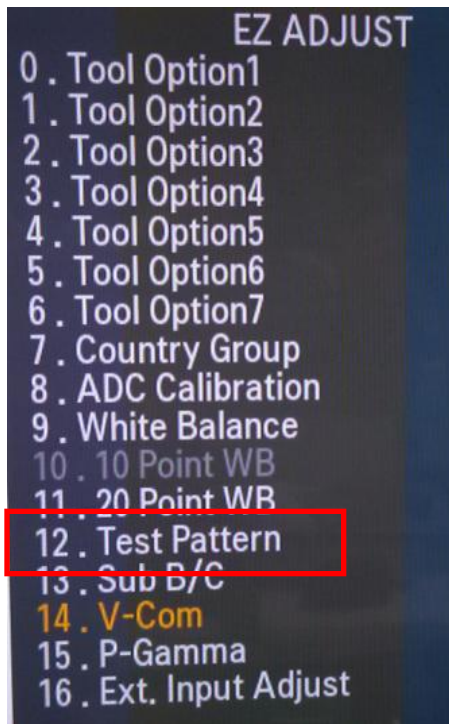 EZ ADJUST
0 . Tool Option1
1 . Tool Option2
2 . Tool Option3
3 . Tool Option4
4 . Tool Option5
5 . Tool Option6
6 . Tool Option7
7 . Country Group
8 . ADC Calibration
9 . White Balance
10 . 10 Point WB
11 . 20 Point WB
12 . Test Pattern
13 . Sub B/C
14 . V-Com
15 . P-Gamma
16 . Ext. Input Adjust